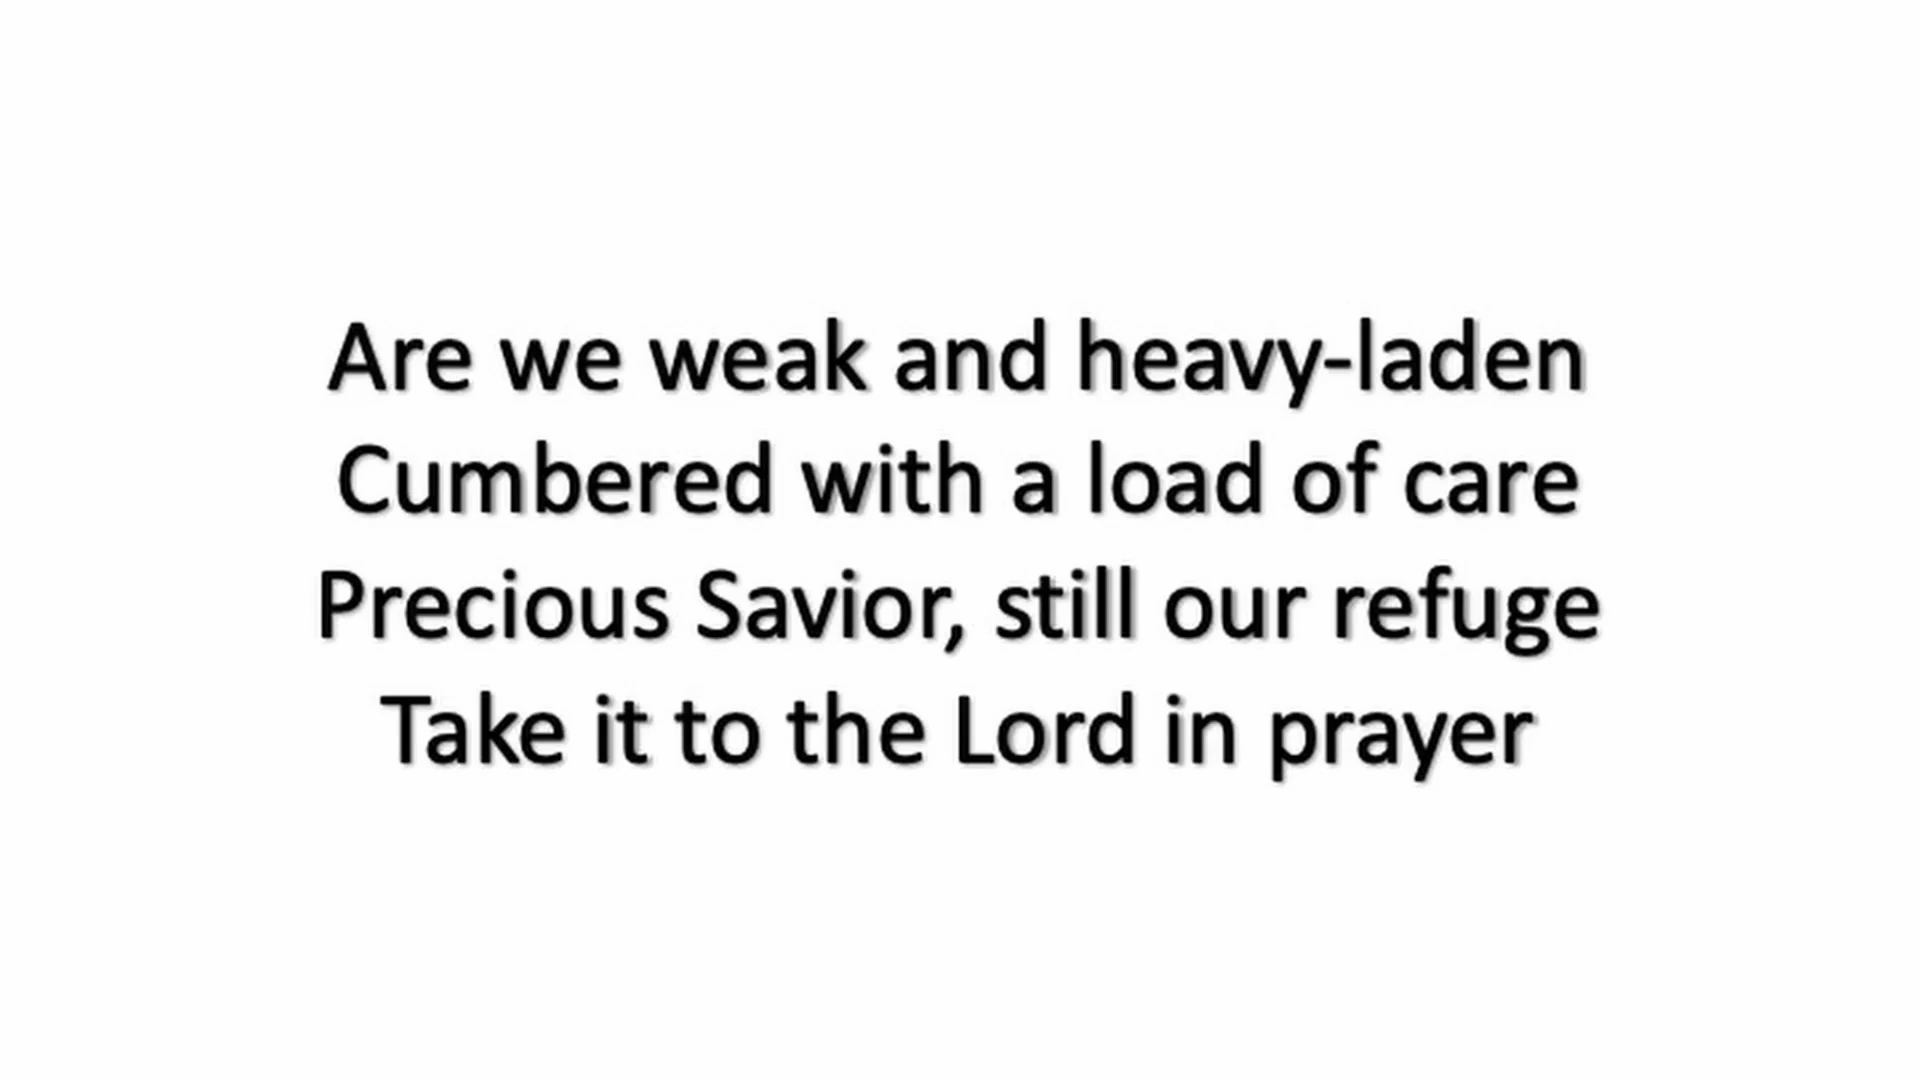 Are we weak and heavy-laden
Cumbered with a load of care
Precious Savior, still our refuge
Take it to the Lord in prayer